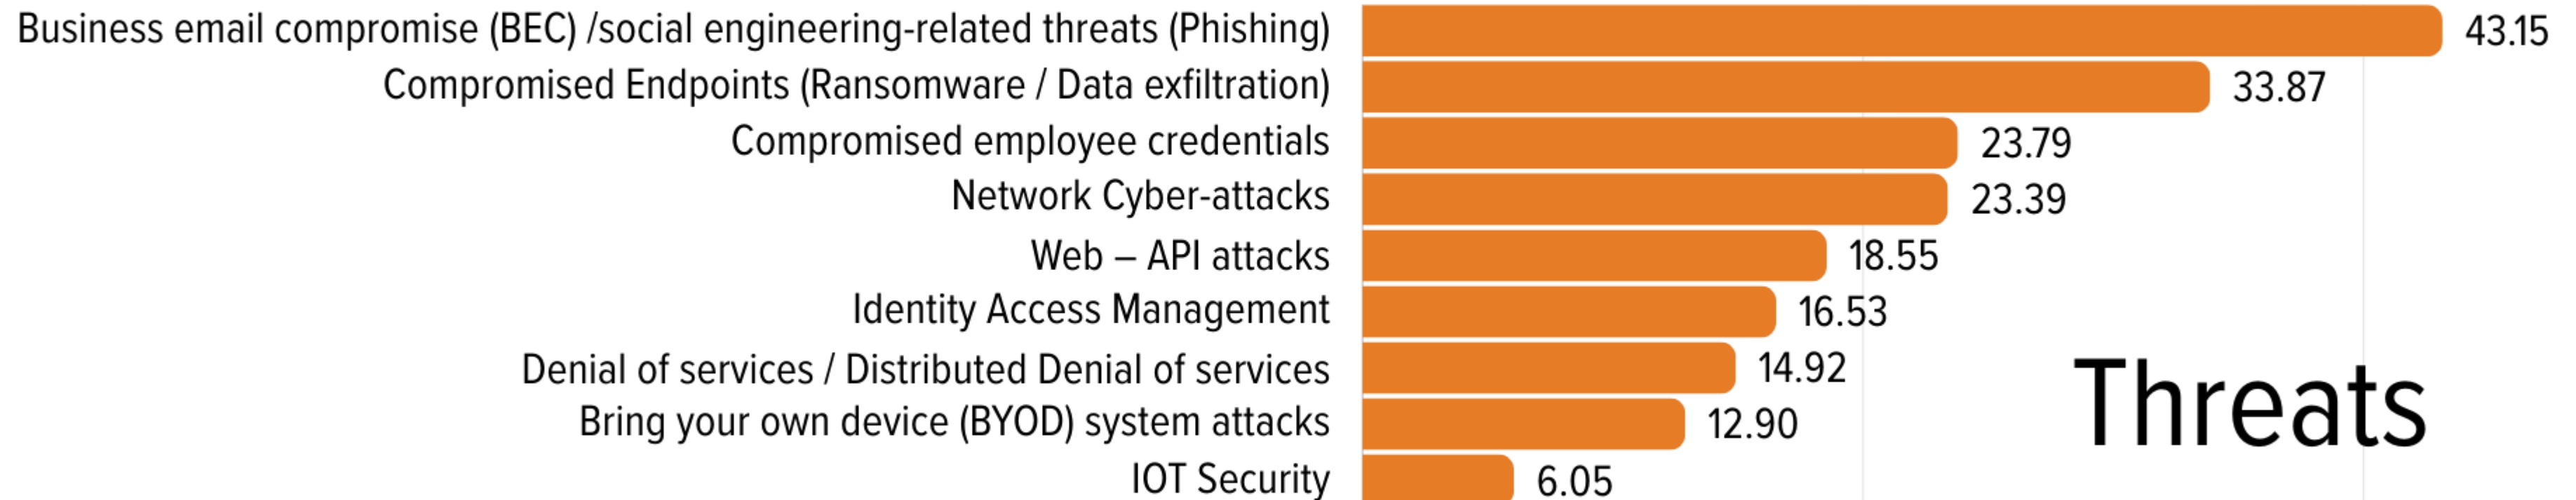 Business email compromise (BEC) /social engineering-related threats (Phishing) 43.15
Compromised Endpoints (Ransomware / Data exfiltration) 33.87
Compromised employee credentials 23.79
Network Cyber-attacks 23.39
Web – API attacks 18.55
Identity Access Management 16.53
Denial of services / Distributed Denial of services 14.92
Bring your own device (BYOD) system attacks 12.90
Threats
IOT Security 6.05